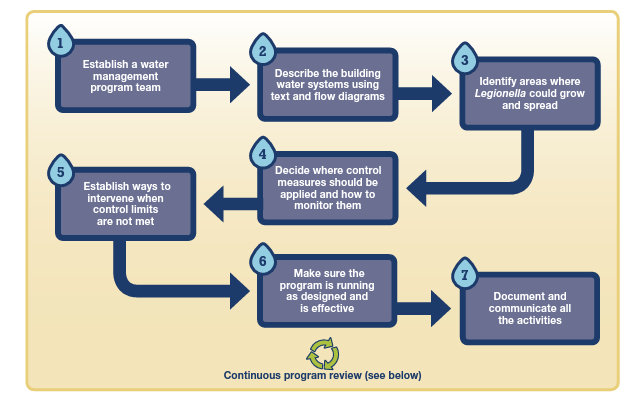 1
Establish a water
management
program team
2
Describe the building
water systems using
text and flow diagrams
3
Identify areas where
Legionella could grow
and spread
4
Decide where control
measures should be
applied and how to
monitor them
5
Establish ways to
intervene when
control limits
are not met
6
Make sure the
program is running
as designed and
is effective
7
Document and
communicate all
the activities
Continuous program review (see below)